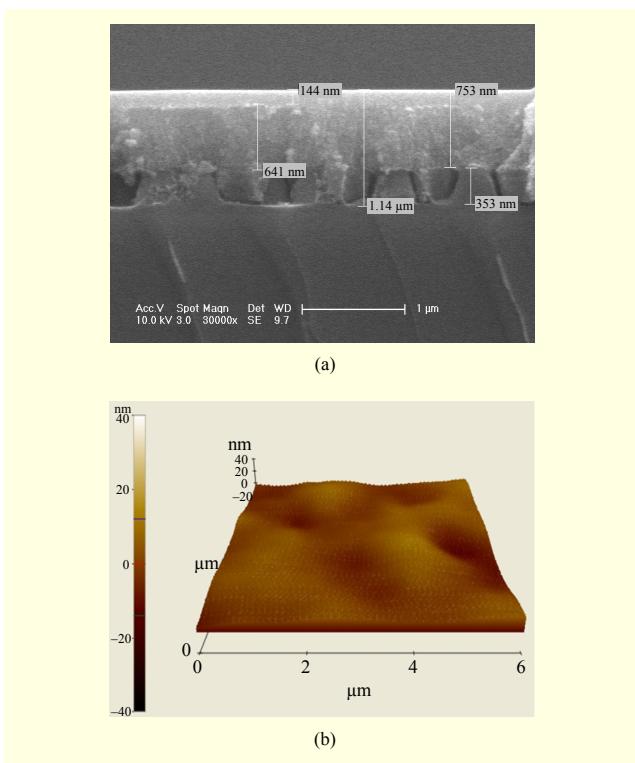 144 nm
753 nm
641 nm
1.14 µm
353 nm
Acc.V Spot Magn Det WD
10.0 kV 3.0 30000x SE 9.7
1 µm
(a)
nm
40
20
0
−20
−40
nm
40
20
0
−20
µm
0
0 2 4 6
µm
(b)